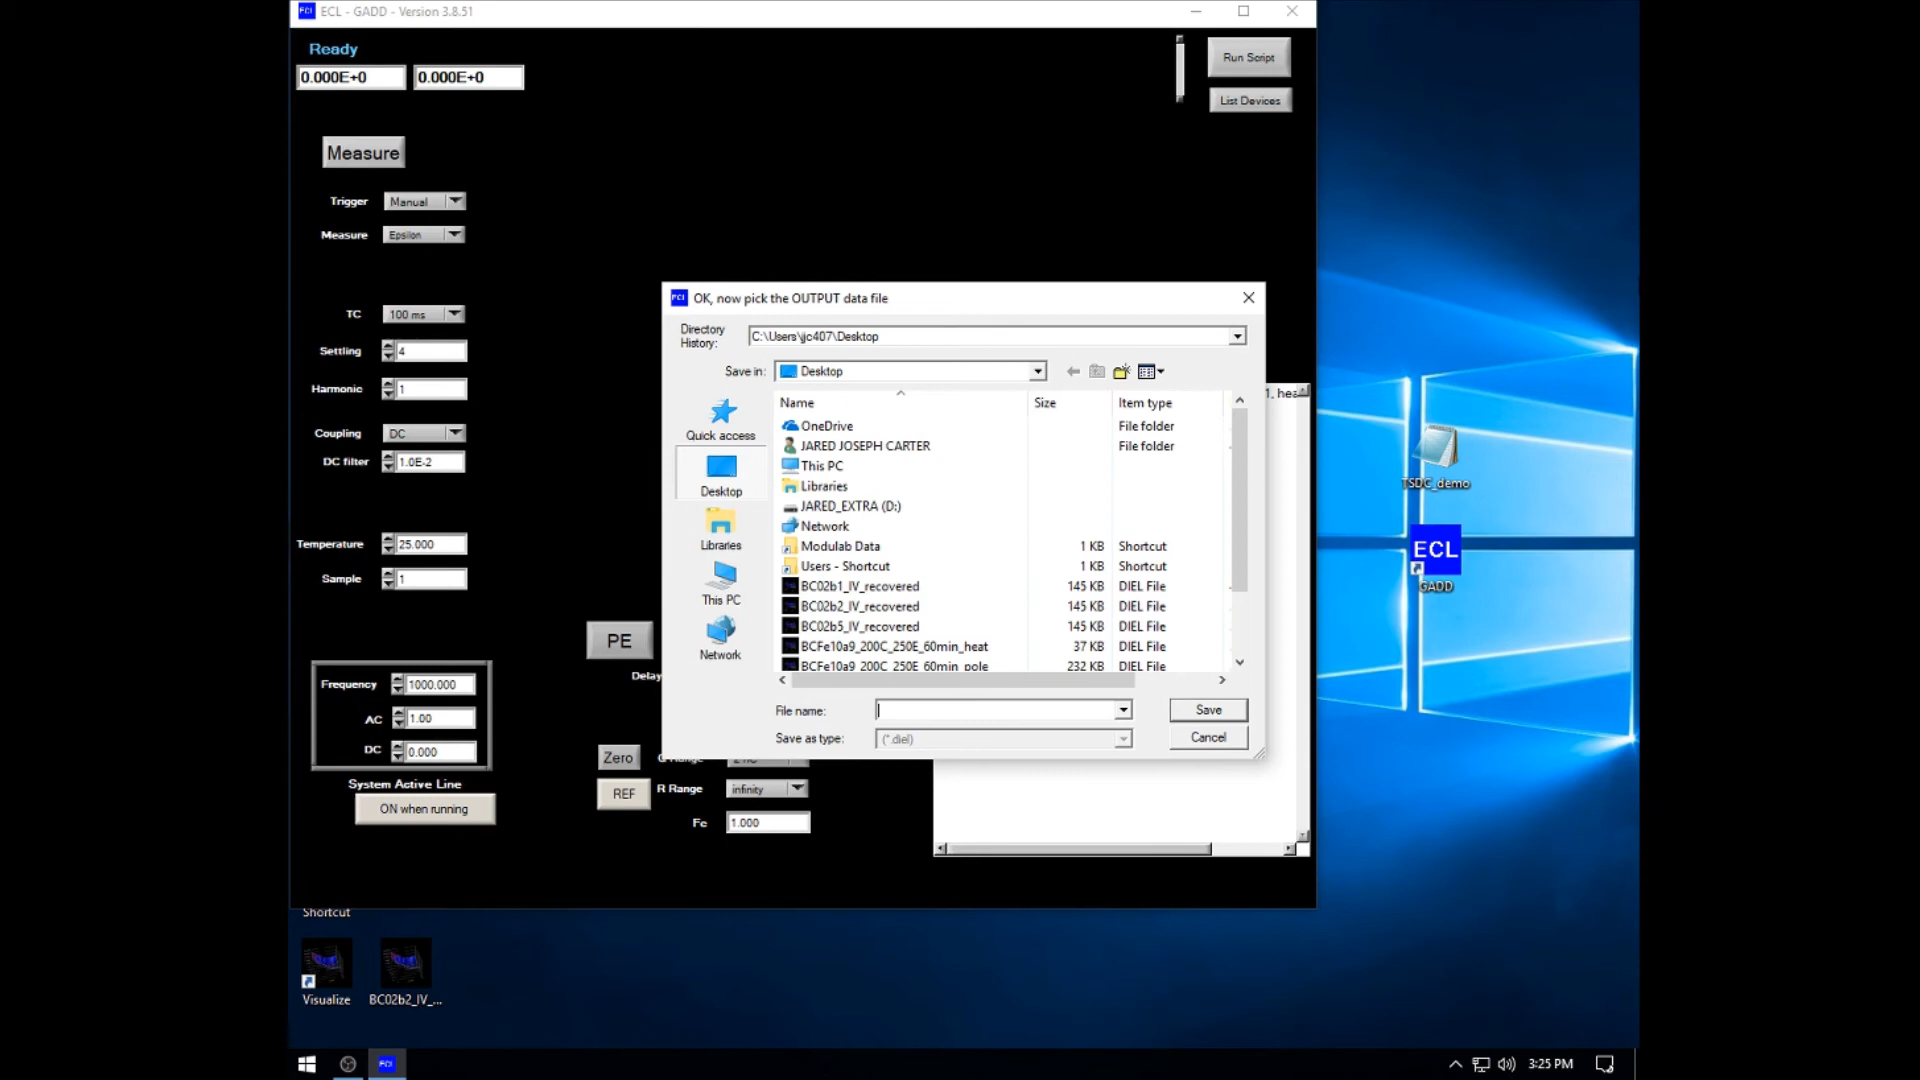 ECL ECL - GADD - Version 3.8.51
Ready
0.000E+0 0.000E+0
Run Script
List Devices
Measure
Trigger Manual
Measure Epsilon
TC 100 ms
Settling 4
Harmonic 1
Coupling DC
DC filter 1.0E-2
Temperature 25.000
Sample 1
Frequency 1000.000
AC 1.00
DC 0.000
System Active Line
ON when running
PE
Delay
Zero
REF R Range infinity
Fe 1.000
1, hea
ECL OK, now pick the OUTPUT data file
Directory History: C:\Users\jjc407\Desktop
Save in: Desktop
Quick access
Desktop
Libraries
This PC
Network
Name Size Item type
OneDrive File folder
JARED JOSEPH CARTER File folder
This PC
Libraries
JARED_EXTRA (D:)
Network
Modulab Data 1 KB Shortcut
Users - Shortcut 1 KB Shortcut
BC02b1_IV_recovered 145 KB DIEL File
BC02b2_IV_recovered 145 KB DIEL File
BC02b5_IV_recovered 145 KB DIEL File
BCFe10a9_200C_250E_60min_heat 37 KB DIEL File
BCFe10a9_200C_250E_60min_pole 232 KB DIEL File
File name: Save
Save as type: (*.diel) Cancel
TSDC_demo
ECL
GADD
Shortcut
Visualize BC02b2_IV_...
ECL
3:25 PM